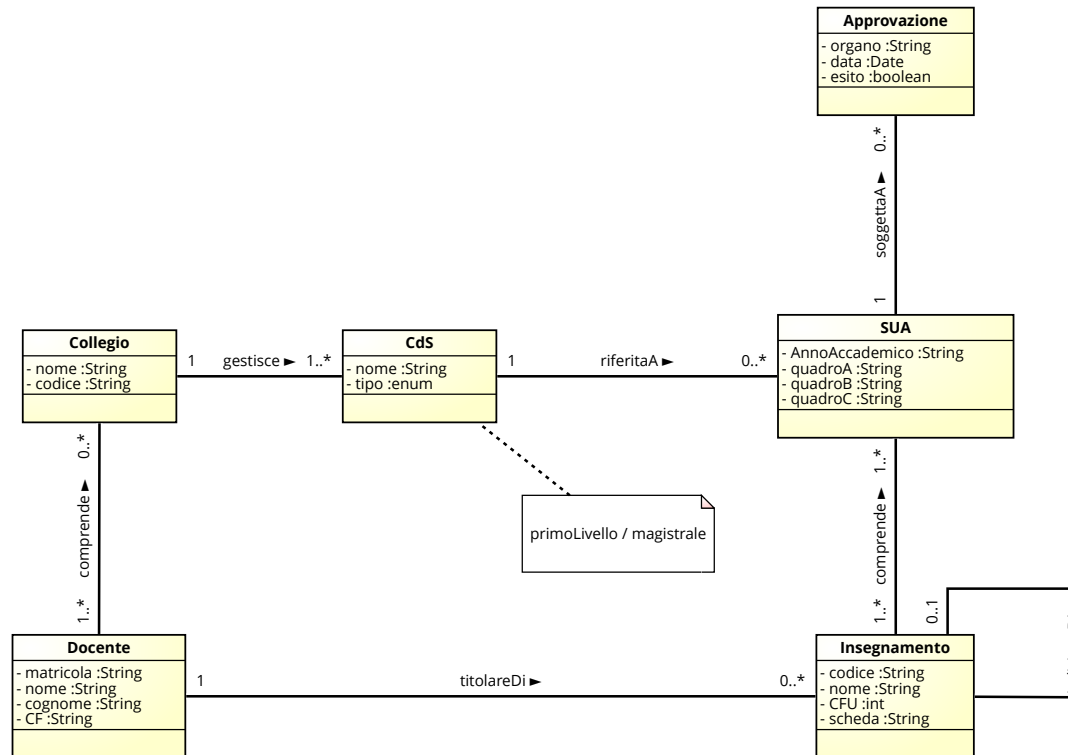 Approvazione
- organo :String
- data :Date
- esito :boolean
0..*
soggettaA ►
1
SUA
- AnnoAccademico :String
- quadroA :String
- quadroB :String
- quadroC :String
Collegio
- nome :String
- codice :String
1 gestisce ► 1..*
CdS
- nome :String
- tipo :enum
1 riferitaA ► 0..*
primoLivello / magistrale
0..*
comprende ►
1..*
1..*
comprende ►
1..*
0..1
Docente
- matricola :String
- nome :String
- cognome :String
- CF :String
1 titolareDi ► 0..*
Insegnamento
- codice :String
- nome :String
- CFU :int
- scheda :String